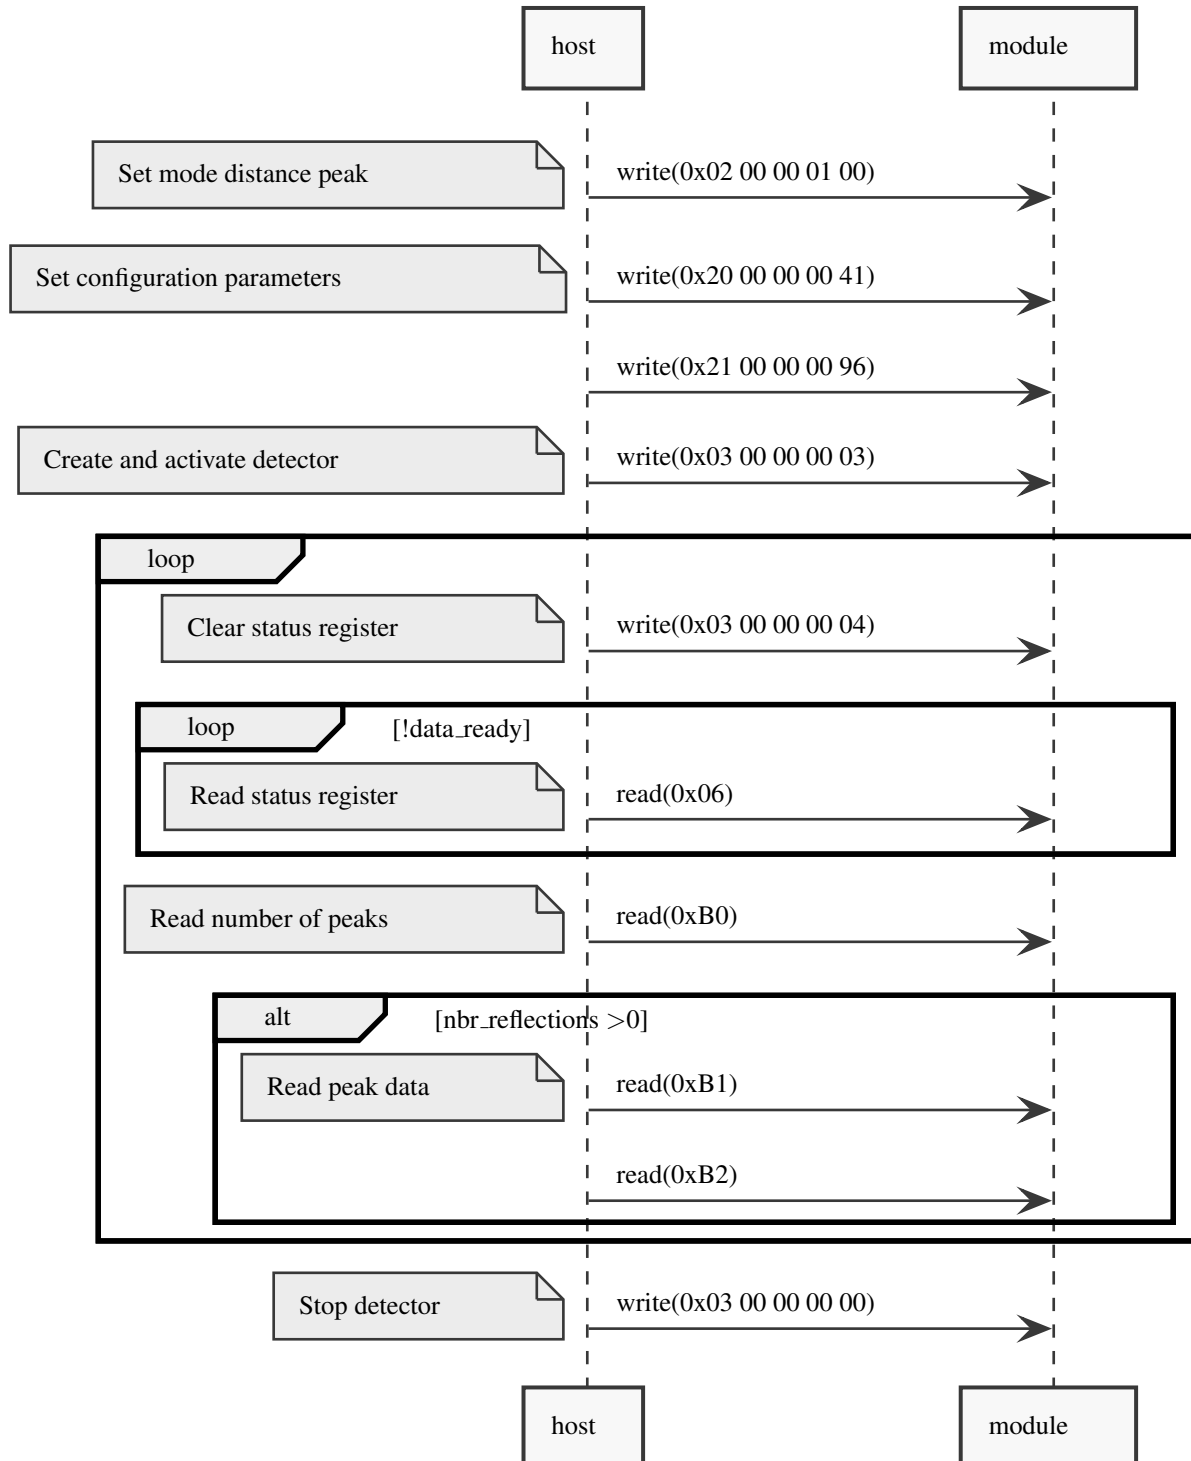 host
module
Set mode distance peak
write(0x02 00 00 01 00)
Set configuration parameters
write(0x20 00 00 00 41)
write(0x21 00 00 00 96)
Create and activate detector
write(0x03 00 00 00 03)
loop
Clear status register
write(0x03 00 00 00 04)
loop
[!data_ready]
Read status register
read(0x06)
Read number of peaks
read(0xB0)
alt
[nbr_reflections >0]
Read peak data
read(0xB1)
read(0xB2)
Stop detector
write(0x03 00 00 00 00)
host
module